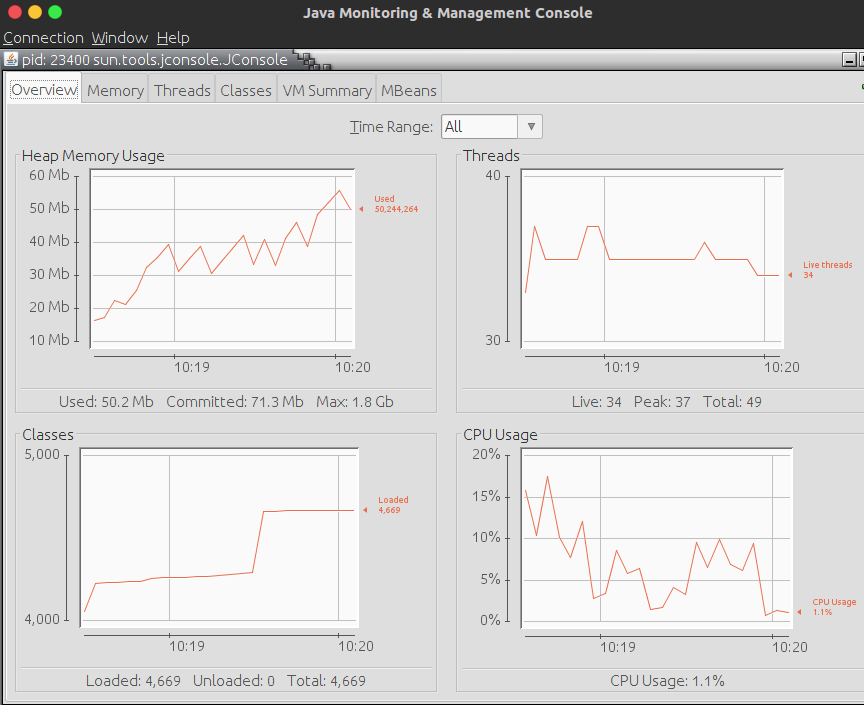 Java Monitoring & Management Console
Connection Window Help
pid: 23400 sun.tools.jconsole.JConsole
Overview Memory Threads Classes VM Summary MBeans
Time Range: All
Heap Memory Usage
60 Mb
50 Mb
40 Mb
30 Mb
20 Mb
10 Mb
Used
50,244,264
10:19 10:20
Used: 50.2 Mb Committed: 71.3 Mb Max: 1.8 Gb
Threads
40
30
Live threads
34
10:19 10:20
Live: 34 Peak: 37 Total: 49
Classes
5,000
4,000
Loaded
4,669
10:19 10:20
Loaded: 4,669 Unloaded: 0 Total: 4,669
CPU Usage
20%
15%
10%
5%
0%
CPU Usage
1.1%
10:19 10:20
CPU Usage: 1.1%